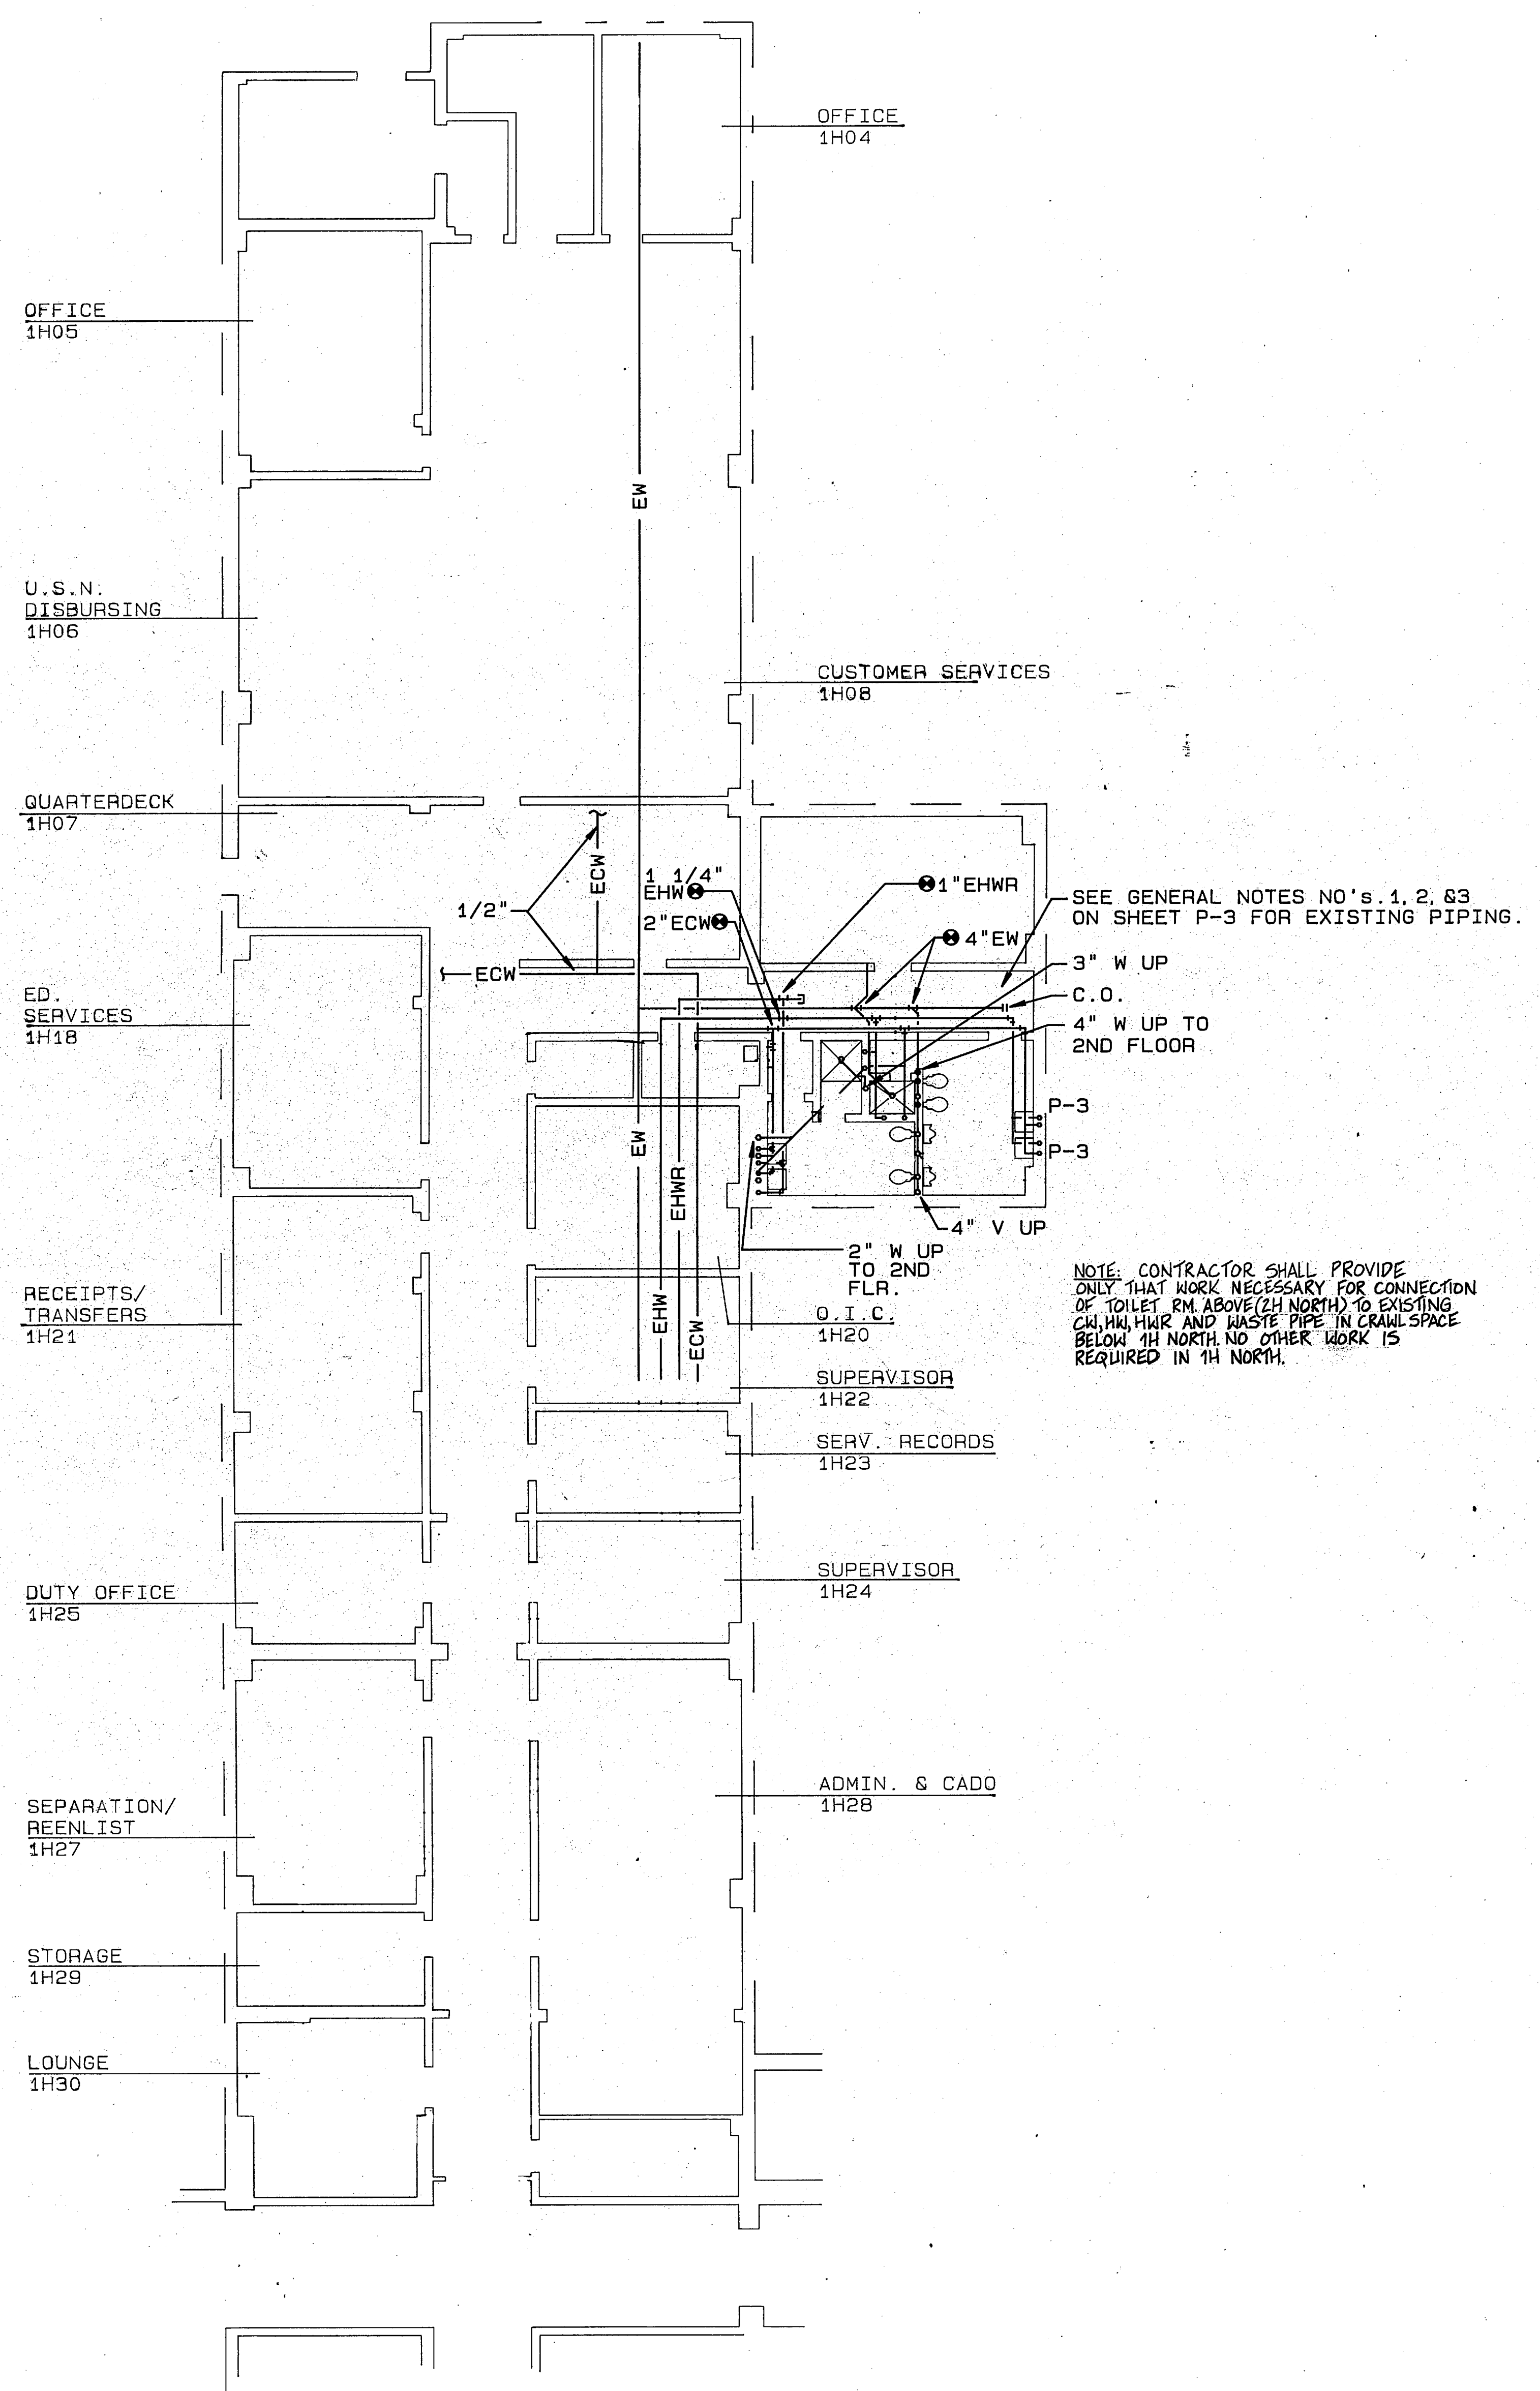 OFFICE
1H04
OFFICE
1H05
U.S.N.
DISBURSING
1H06
EW
CUSTOMER SERVICES
1H08
QUARTERDECK
1H07
ECW
1/2"
1 1/4"
EHW
2"ECW
1"EHWR
SEE GENERAL NOTES NO's. 1, 2, &3
ON SHEET P-3 FOR EXISTING PIPING.
4"EW
3" W UP
C.O.
4" W UP TO
2ND FLOOR
ECW
ED.
SERVICES
1H18
P-3
P-3
EW
EHWR
EHW
ECW
4" V UP
2" W UP
TO 2ND
FLR.
O.I.C.
1H20
NOTE: CONTRACTOR SHALL PROVIDE
ONLY THAT WORK NECESSARY FOR CONNECTION
OF TOILET RM. ABOVE (2H NORTH) TO EXISTING
CW, HW, HWR AND WASTE PIPE IN CRAWL SPACE
BELOW 1H NORTH. NO OTHER WORK IS
REQUIRED IN 1H NORTH.
RECEIPTS/
TRANSFERS
1H21
SUPERVISOR
1H22
SERV. RECORDS
1H23
SUPERVISOR
1H24
DUTY OFFICE
1H25
ADMIN. & CADO
1H28
SEPARATION/
REENLIST
1H27
STORAGE
1H29
LOUNGE
1H30